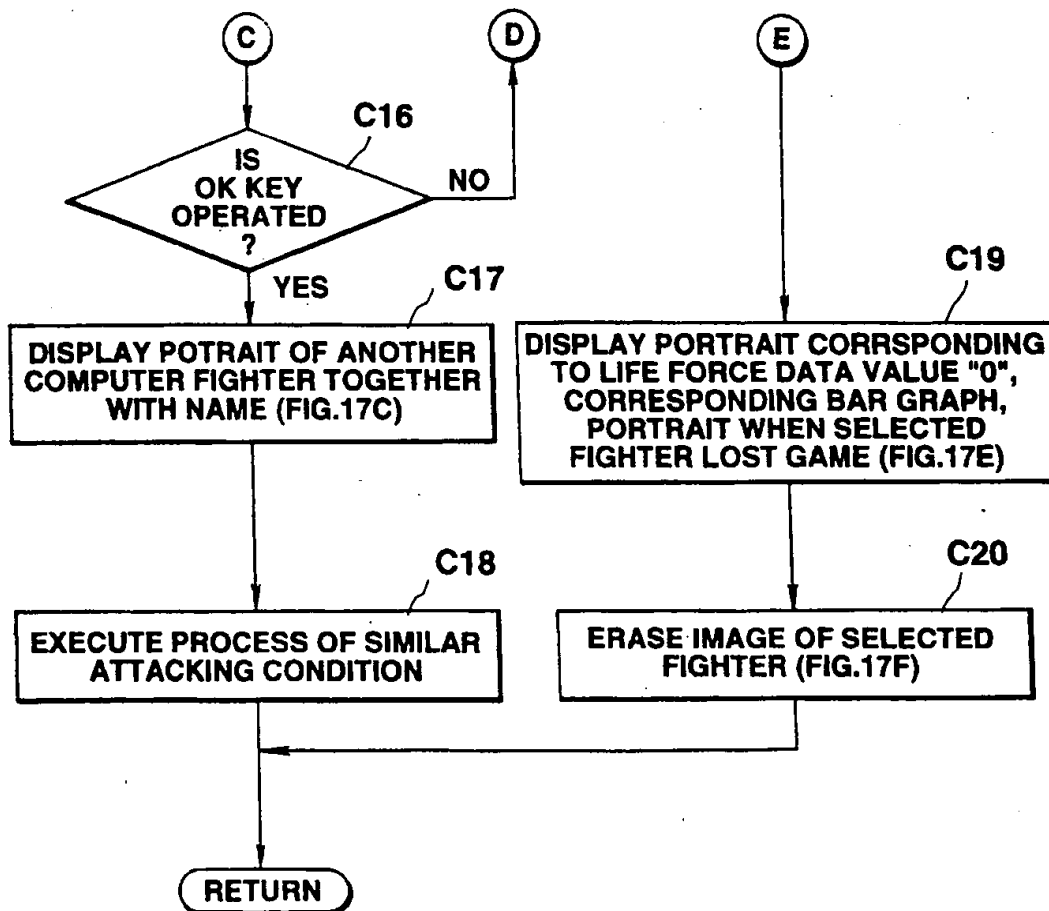 C
D
E
C16
IS
OK KEY
OPERATED
?
NO
YES
C17
DISPLAY POTRAIT OF ANOTHER
COMPUTER FIGHTER TOGETHER
WITH NAME (FIG.17C)
C19
DISPLAY PORTRAIT CORRSPONDING
TO LIFE FORCE DATA VALUE "0",
CORRESPONDING BAR GRAPH,
PORTRAIT WHEN SELECTED
FIGHTER LOST GAME (FIG.17E)
C18
EXECUTE PROCESS OF SIMILAR
ATTACKING CONDITION
C20
ERASE IMAGE OF SELECTED
FIGHTER (FIG.17F)
RETURN